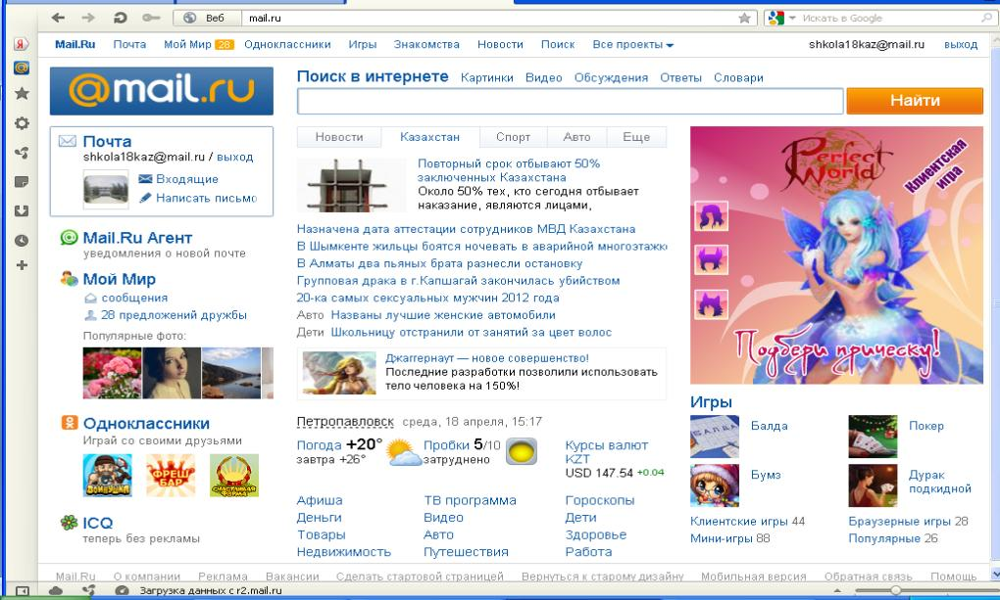 Веб
mail.ru
Искать в Google
Mail.Ru Почта Мой Мир 28 Одноклассники Игры Знакомства Новости Поиск Все проекты
shkola18kaz@mail.ru выход
@mail.ru
Поиск в интернете Картинки Видео Обсуждения Ответы Словари
Найти
Почта
shkola18kaz@mail.ru / выход
Входящие
Написать письмо
Mail.Ru Агент
уведомления о новой почте
Мой Мир
сообщения
28 предложений дружбы
Популярные фото:
Одноклассники
Играй со своими друзьями
ФРЕШ БАР
СЧАСТЛИВАЯ ФЕРМА
ICQ
теперь без рекламы
Новости Казахстан Спорт Авто Еще
Повторный срок отбывают 50%
заключенных Казахстана
Около 50% тех, кто сегодня отбывает
наказание, являются лицами,
Назначена дата аттестации сотрудников МВД Казахстана
В Шымкенте жильцы боятся ночевать в аварийной многоэтажк
В Алматы два пьяных брата разнесли остановку
Групповая драка в г.Капшагай закончилась убийством
20-ка самых сексуальных мужчин 2012 года
Авто Названы лучшие женские автомобили
Дети Школьницу отстранили от занятий за цвет волос
Джаггернаут — новое совершенство!
Последние разработки позволили использовать
тело человека на 150%!
Петропавловск среда, 18 апреля, 15:17
Погода +20°
завтра +26°
Пробки 5/10
затруднено
Курсы валют
KZT
USD 147.54 +0.04
Афиша ТВ программа Гороскопы
Деньги Видео Дети
Товары Авто Здоровье
Недвижимость Путешествия Работа
Perfect World
Клиентская
игра
Подбери прическу!
Игры
БАЛДА
Балда
Покер
Бумз
Дурак
подкидной
Клиентские игры 44
Браузерные игры 28
Мини-игры 88
Популярные 26
Mail.Ru О компании Реклама Вакансии Сделать стартовой страницей Вернуться к старому дизайну Мобильная версия Обратная связь Помощь
Загрузка данных с r2.mail.ru